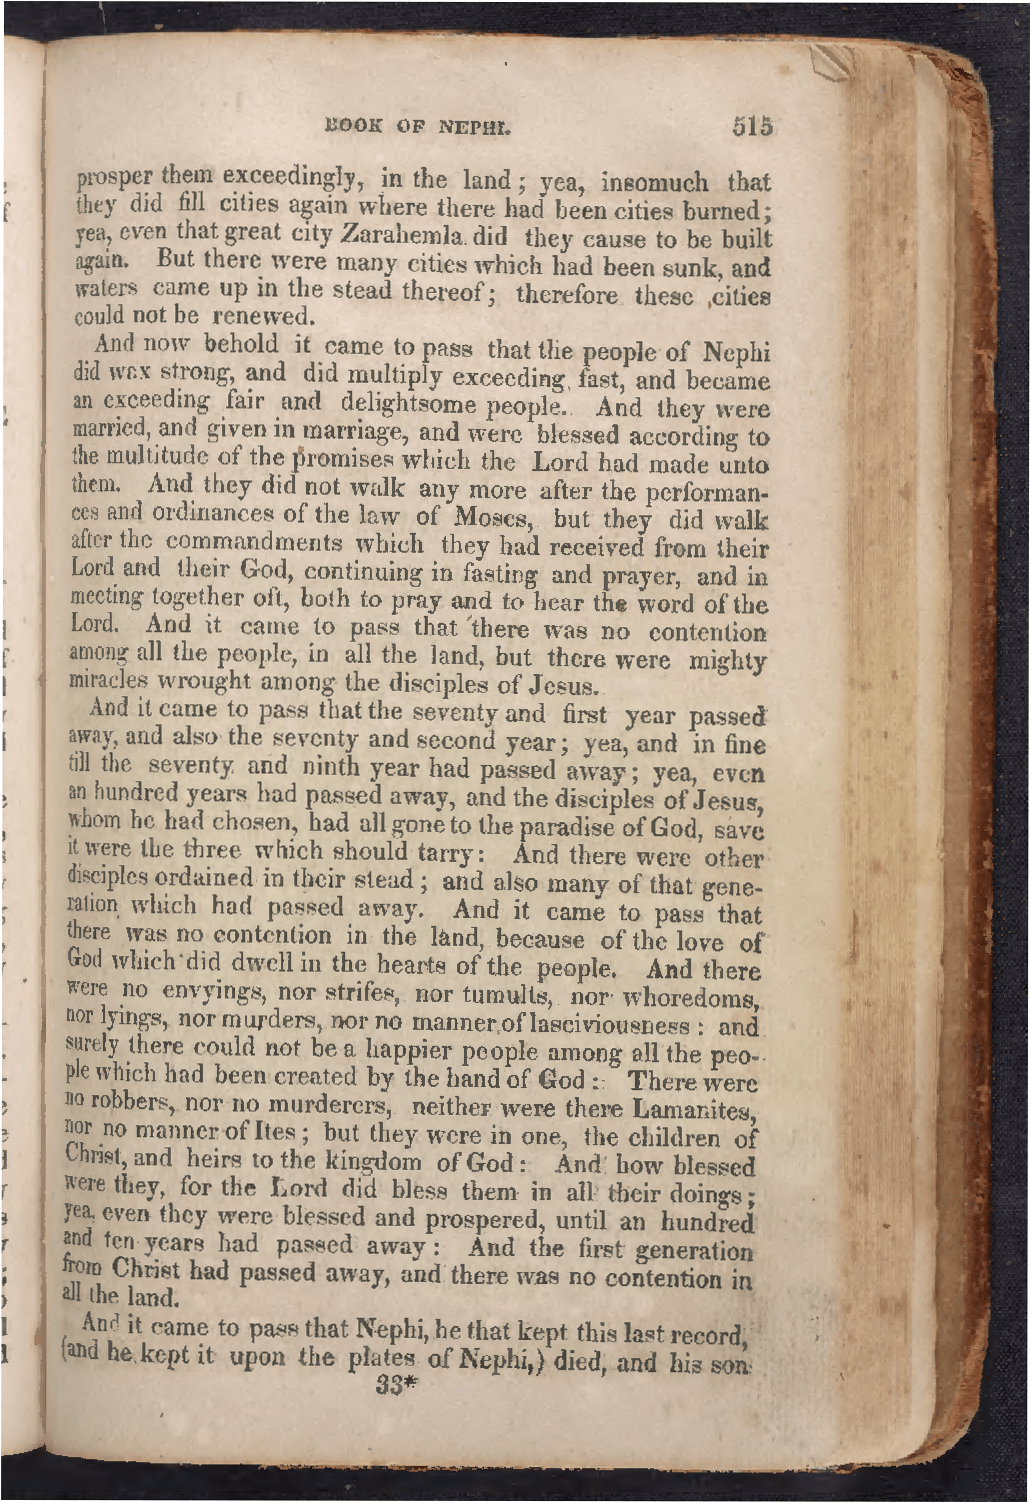 BOOK OF NEPHI. 515
prosper them exceedingly, in the land; yea, insomuch that
they did fill cities again where there had been cities burned;
yea, even that great city Zarahemla did they cause to be built
again. But there were many cities which had been sunk, and
waters came up in the stead thereof; therefore these cities
could not be renewed.
And now behold it came to pass that the people of Nephi
did wax strong, and did multiply exceeding fast, and became
an exceeding fair and delightsome people. And they were
married, and given in marriage, and were blessed according to
the multitude of the promises which the Lord had made unto
them. And they did not walk any more after the performan-
ces and ordinances of the law of Moses, but they did walk
after the commandments which they had received from their
Lord and their God, continuing in fasting and prayer, and in
meeting together oft, both to pray and to hear the word of the
Lord. And it came to pass that there was no contention
among all the people, in all the land, but there were mighty
miracles wrought among the disciples of Jesus.
And it came to pass that the seventy and first year passed
away, and also the seventy and second year; yea, and in fine
till the seventy and ninth year had passed away; yea, even
an hundred years had passed away, and the disciples of Jesus,
whom he had chosen, had all gone to the paradise of God, save
it were the three which should tarry: And there were other
disciples ordained in their stead; and also many of that gene-
ration which had passed away. And it came to pass that
there was no contention in the land, because of the love of
God which did dwell in the hearts of the people. And there
were no envyings, nor strifes, nor tumults, nor whoredoms,
nor lyings, nor murders, nor no manner of lasciviousness: and
surely there could not be a happier people among all the peo-
ple which had been created by the hand of God: There were
no robbers, nor no murderers, neither were there Lamanites,
nor no manner of Ites; but they were in one, the children of
Christ, and heirs to the kingdom of God: And how blessed
were they, for the Lord did bless them in all their doings;
yea, even they were blessed and prospered, until an hundred
and ten years had passed away: And the first generation
from Christ had passed away, and there was no contention in
all the land.
And it came to pass that Nephi, he that kept this last record,
(and he kept it upon the plates of Nephi,) died, and his son
33*